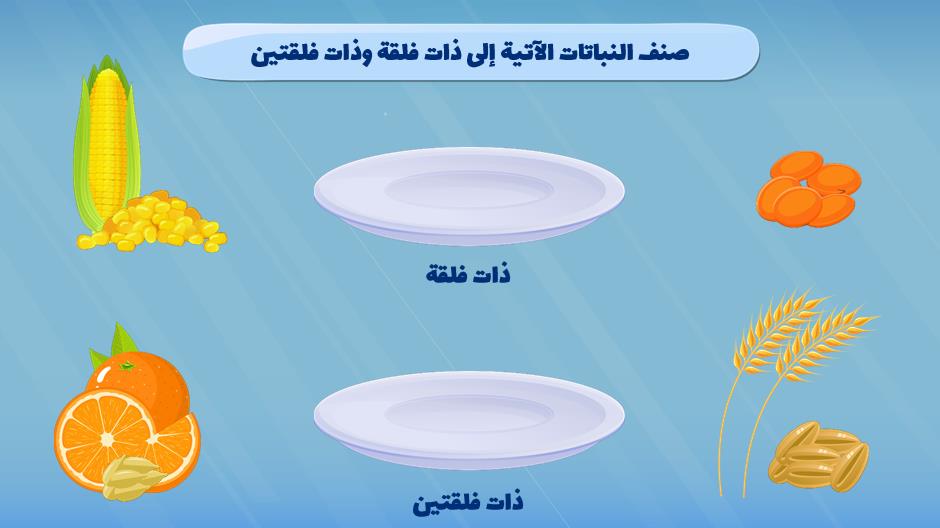 صنف النباتات الآتية إلى ذات فلقة وذات فلقتين
ذات فلقة
ذات فلقتين